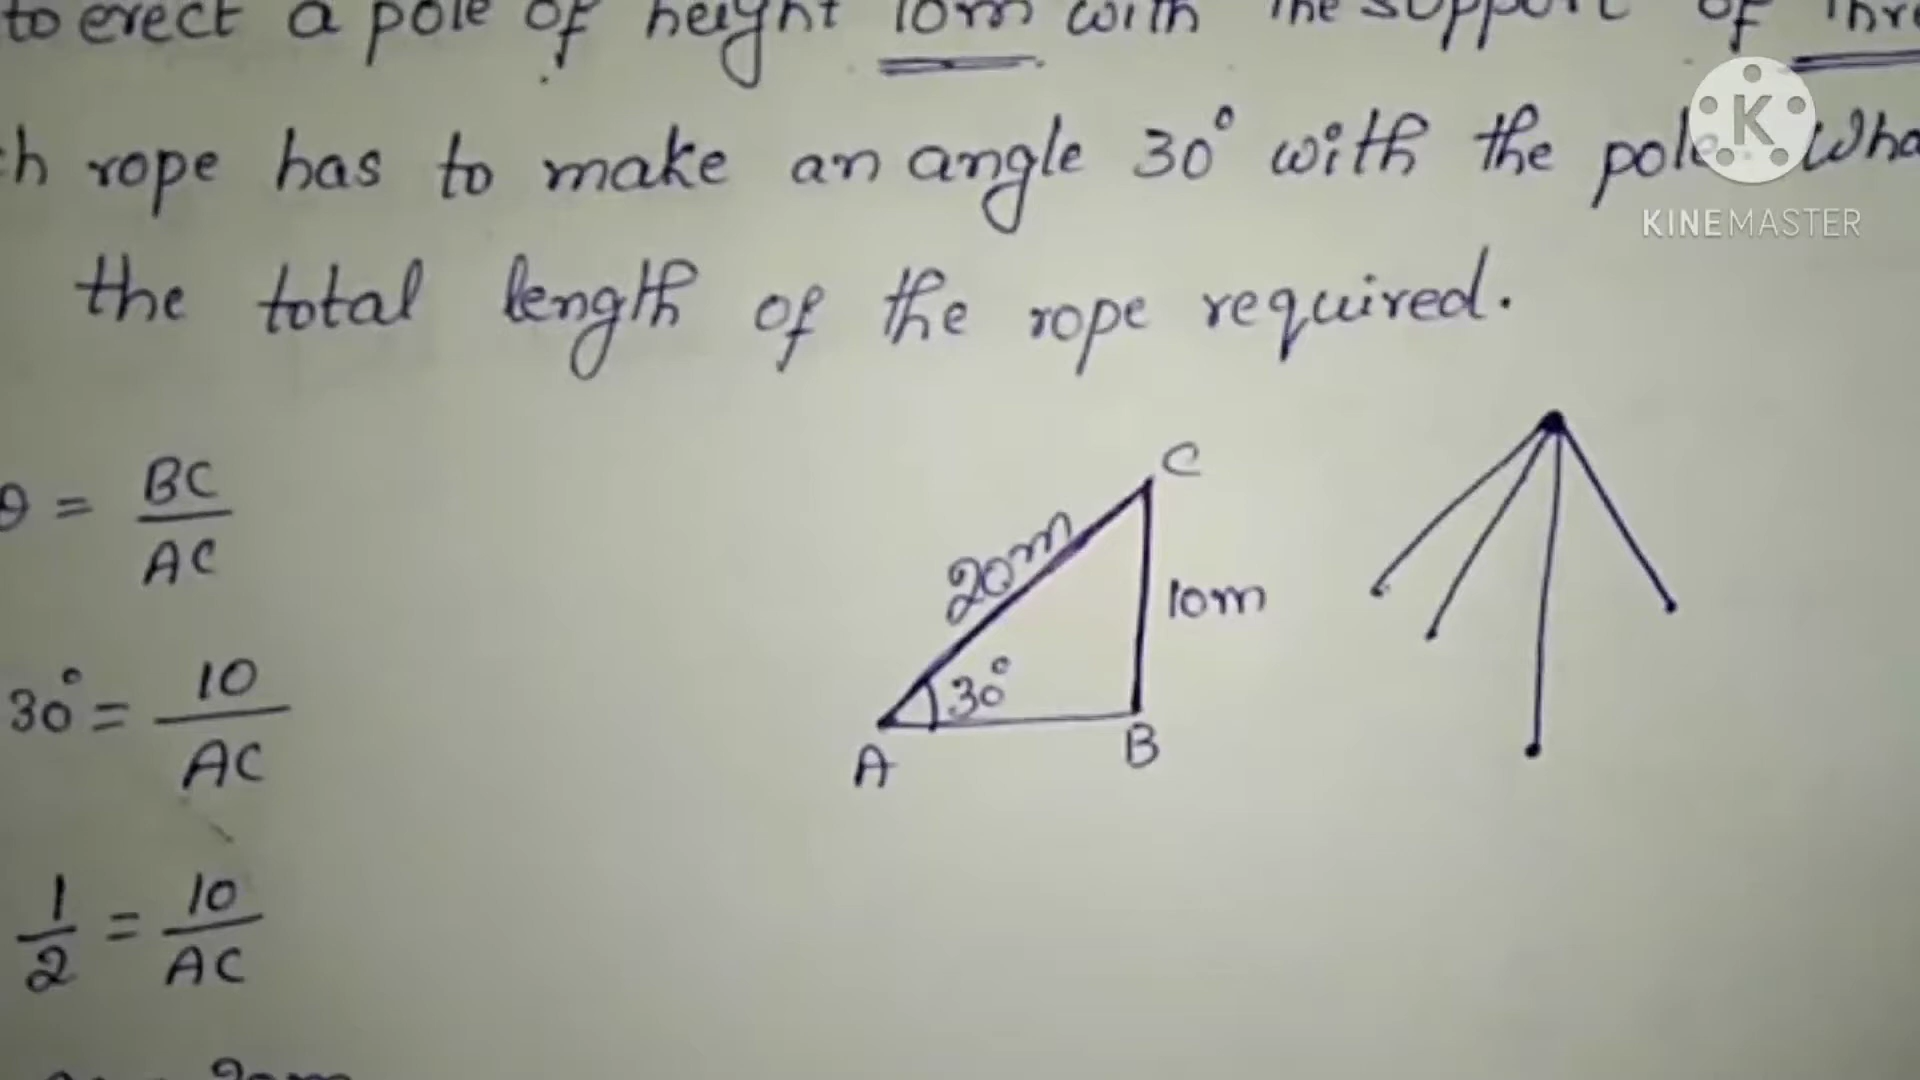 to erect a pole of height 10m with the support of
rope has to make an angle 30° with the pole.
K
KINEMASTER
the total length of the rope required.
θ = BC/AC
30° = 10/AC
1/2 = 10/AC
C
20m
10m
30°
A
B